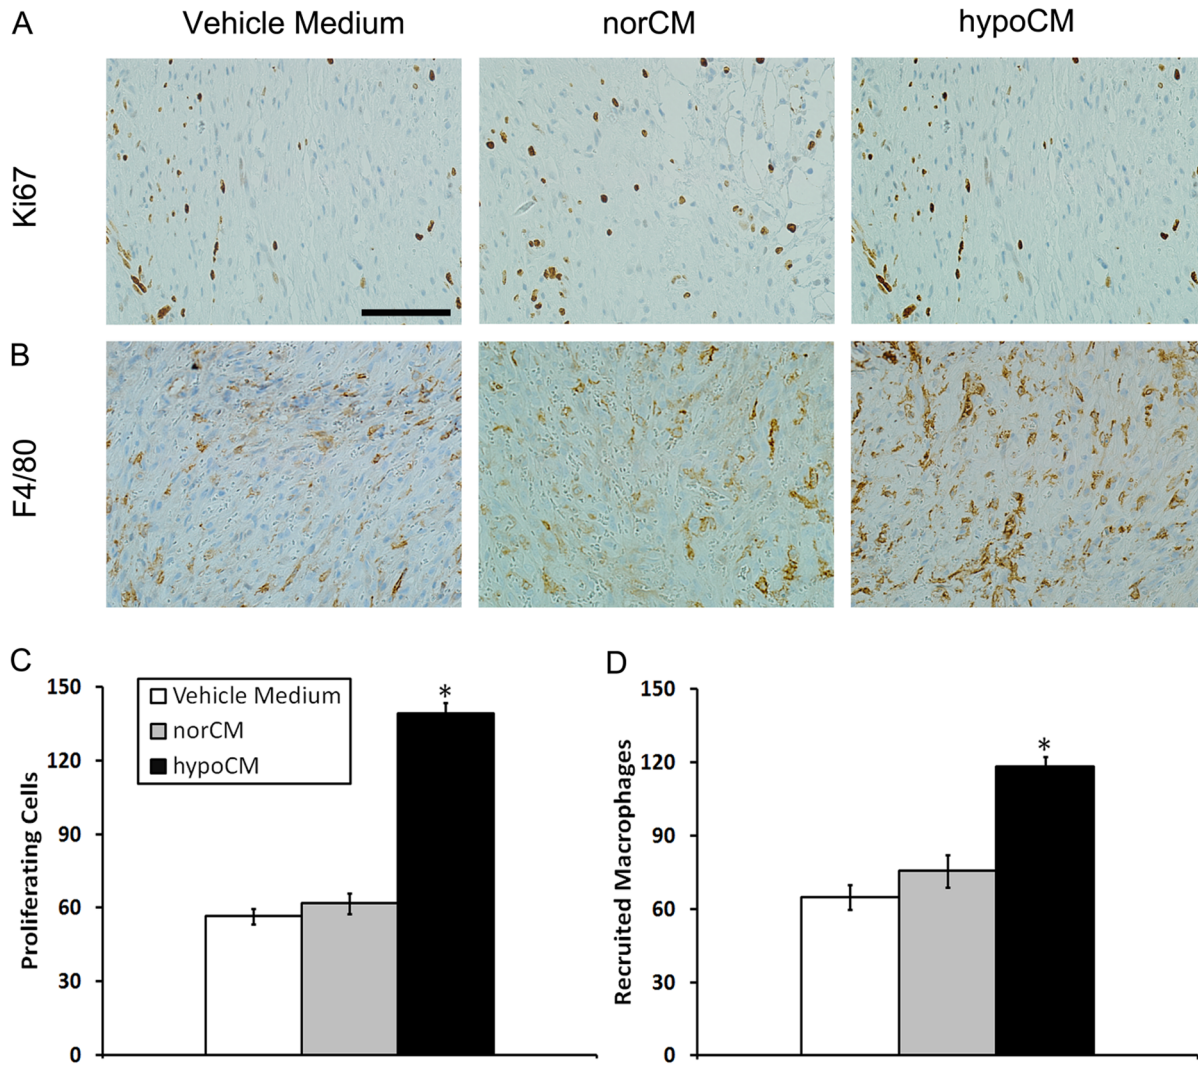 A
Vehicle Medium
norCM
hypoCM
Ki67
B
F4/80
C
150
120
90
60
30
0
Proliferating Cells
Vehicle Medium
norCM
hypoCM
*
D
150
120
90
60
30
0
Recruited Macrophages
*